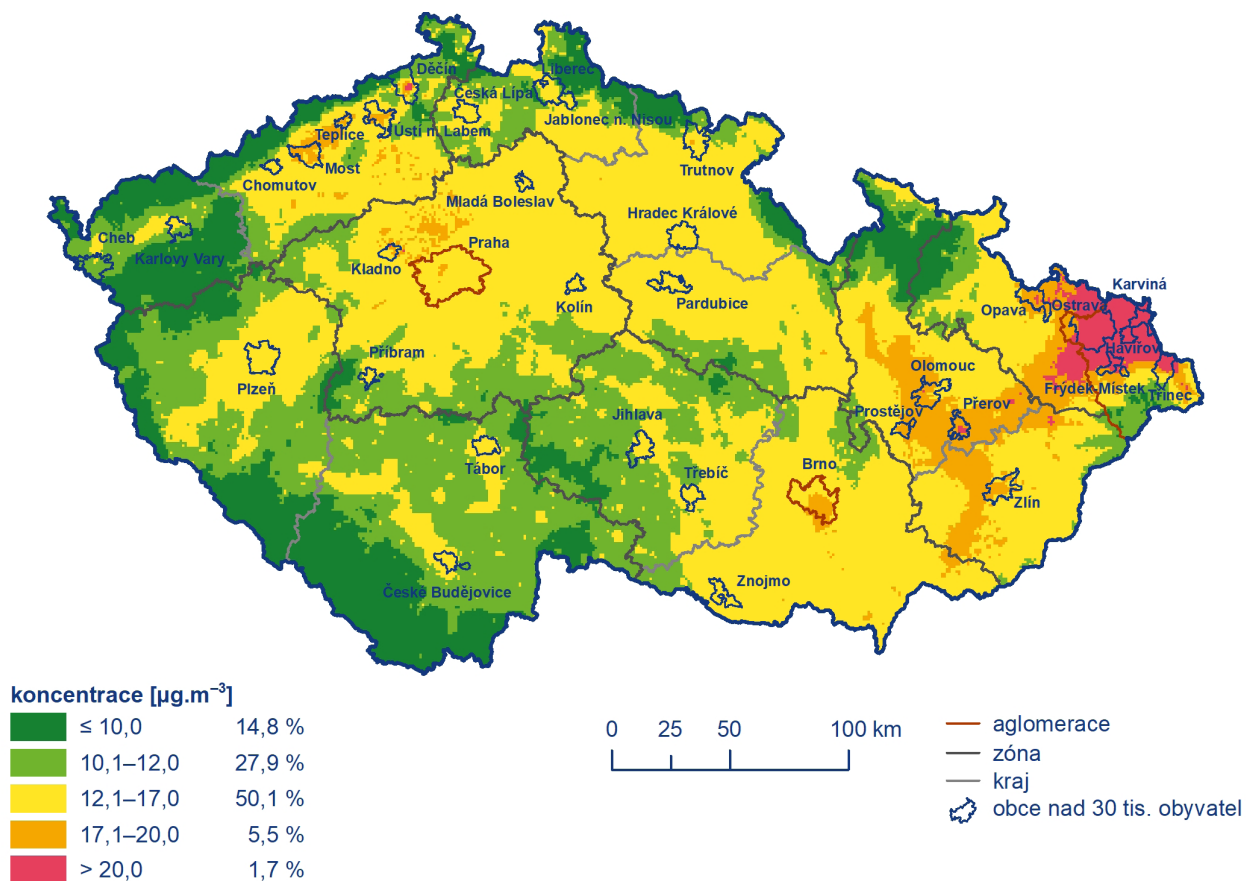 Děčín
Liberec
Česká Lípa
Jablonec n. Nisou
Teplice
Ústí n. Labem
Most
Trutnov
Chomutov
Mladá Boleslav
Hradec Králové
Cheb
Karlovy Vary
Praha
Kladno
Karviná
Kolín
Pardubice
Opava
Ostrava
Havířov
Příbram
Plzeň
Olomouc
Frýdek-Místek
Třinec
Jihlava
Prostějov
Přerov
Tábor
Třebíč
Brno
Zlín
Znojmo
České Budějovice
koncentrace [µg.m⁻³]
≤ 10,0 14,8 %
10,1–12,0 27,9 %
12,1–17,0 50,1 %
17,1–20,0 5,5 %
> 20,0 1,7 %
0 25 50 100 km
aglomerace
zóna
kraj
obce nad 30 tis. obyvatel